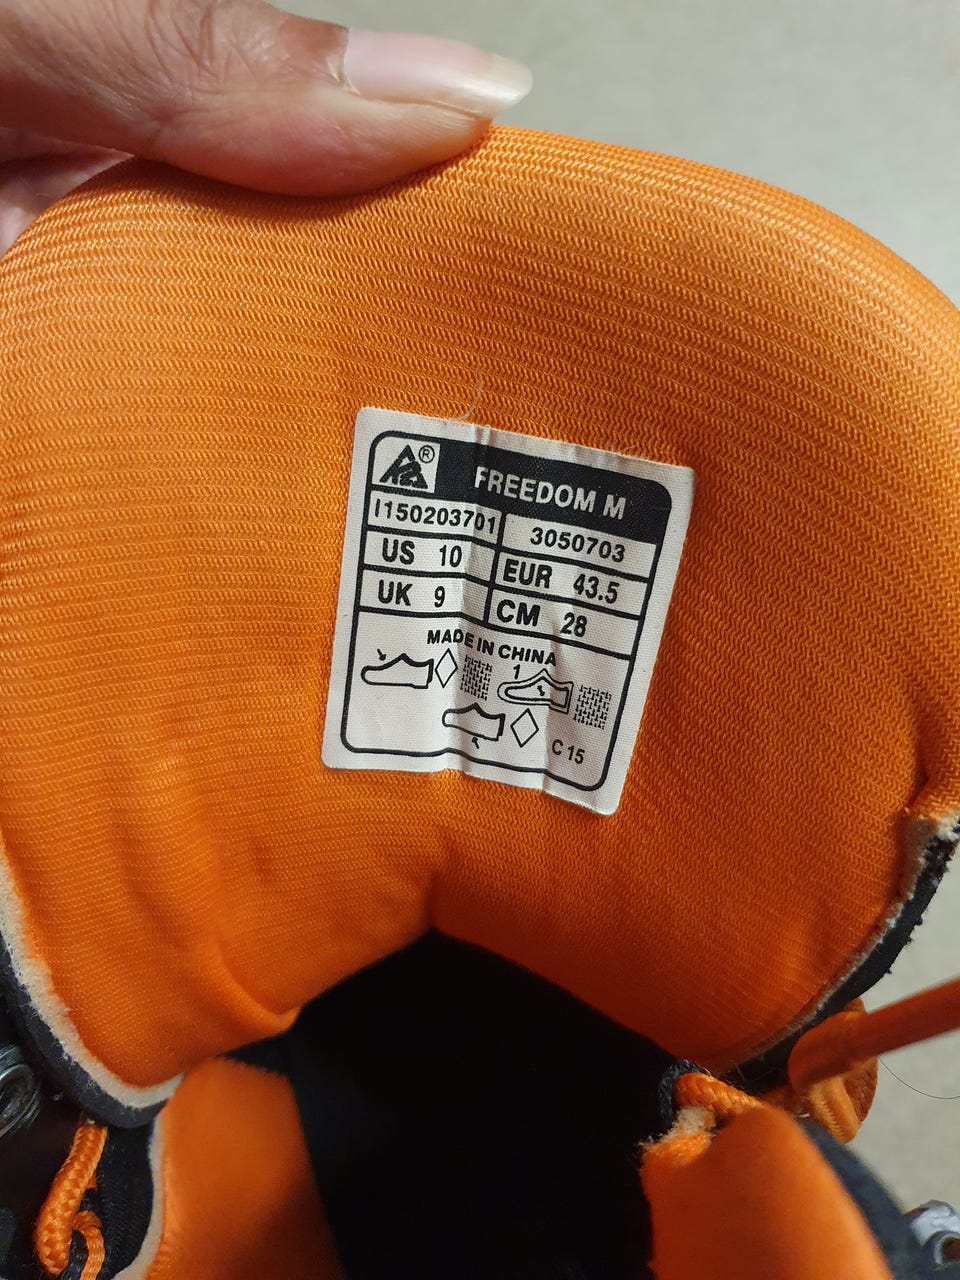 K2®
FREEDOM M
I150203701 3050703
US 10 EUR 43.5
UK 9 CM 28
MADE IN CHINA
1
C 15